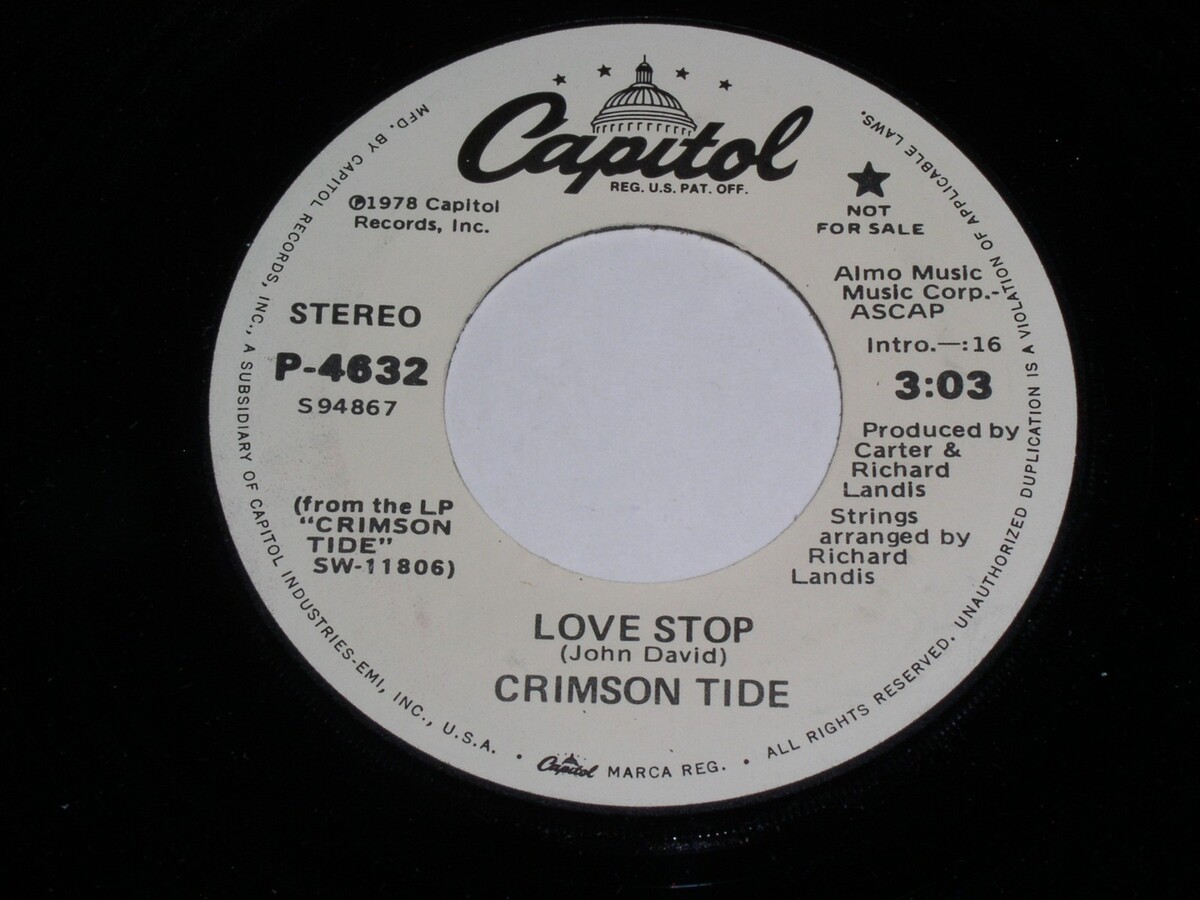 Capitol
REG. U.S. PAT. OFF.
℗1978 Capitol
Records, Inc.
★
NOT
FOR SALE
STEREO
P-4632
S94867
Almo Music
Music Corp.-
ASCAP
Intro.—:16
3:03
Produced by
Carter &
Richard
Landis
Strings
arranged by
Richard
Landis
(from the LP
"CRIMSON
TIDE"
SW-11806)
LOVE STOP
(John David)
CRIMSON TIDE
MFD. BY CAPITOL RECORDS, INC., A SUBSIDIARY OF CAPITOL INDUSTRIES-EMI, INC., U.S.A. • Capitol MARCA REG. • ALL RIGHTS RESERVED. UNAUTHORIZED DUPLICATION IS A VIOLATION OF APPLICABLE LAWS.